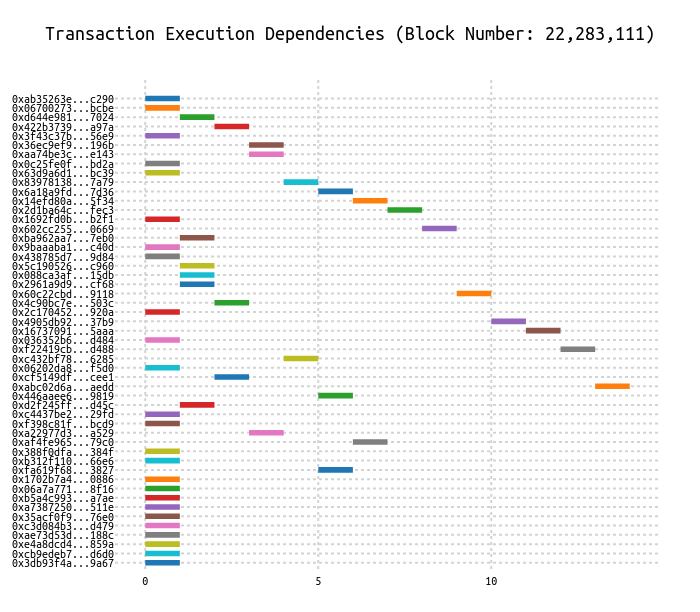 Transaction Execution Dependencies (Block Number: 22,283,111)
0xab35263e...c290
0x06700273...bcbe
0xd644e981...7024
0x422b3739...a97a
0x3f43c37b...56e9
0x36ec9ef9...196b
0xaa74be3c...e143
0x0c25fe0f...bd2a
0x63d9a6d1...bc39
0x83978138...7a79
0x6a18a9fd...7d36
0x14efd80a...5f34
0x2d1ba64c...fec3
0x1692fd0b...b2f1
0x602cc255...0669
0xba962aa7...7eb0
0x9baaaba1...c40d
0x438785d7...9d84
0x5c190526...c960
0x088ca3af...15db
0x2961a9d9...cf68
0x60c22cbd...9118
0x4c90bc7e...503c
0x2c170452...920a
0x4905db92...37b9
0x16737091...5aaa
0x036352b6...d484
0xf22419cb...d488
0xc432bf78...6285
0x06202da8...f5d0
0xcf5149df...cee1
0xabc02d6a...aedd
0x446aaee6...9819
0xd2f245ff...d45c
0xc4437be2...29fd
0xf398c81f...bcd9
0xa22977d3...a529
0xaf4fe965...79c0
0x388f0dfa...384f
0xb312f110...66e6
0xfa619f68...3827
0x1702b7a4...0886
0x06a7a771...8f16
0xb5a4c993...a7ae
0xa7387250...511e
0x35acf0f9...76e0
0xc3d084b3...d479
0xae73d53d...188c
0xe4a8dcd4...859a
0xcb9edeb7...d6d0
0x3db93f4a...9a67
0 5 10